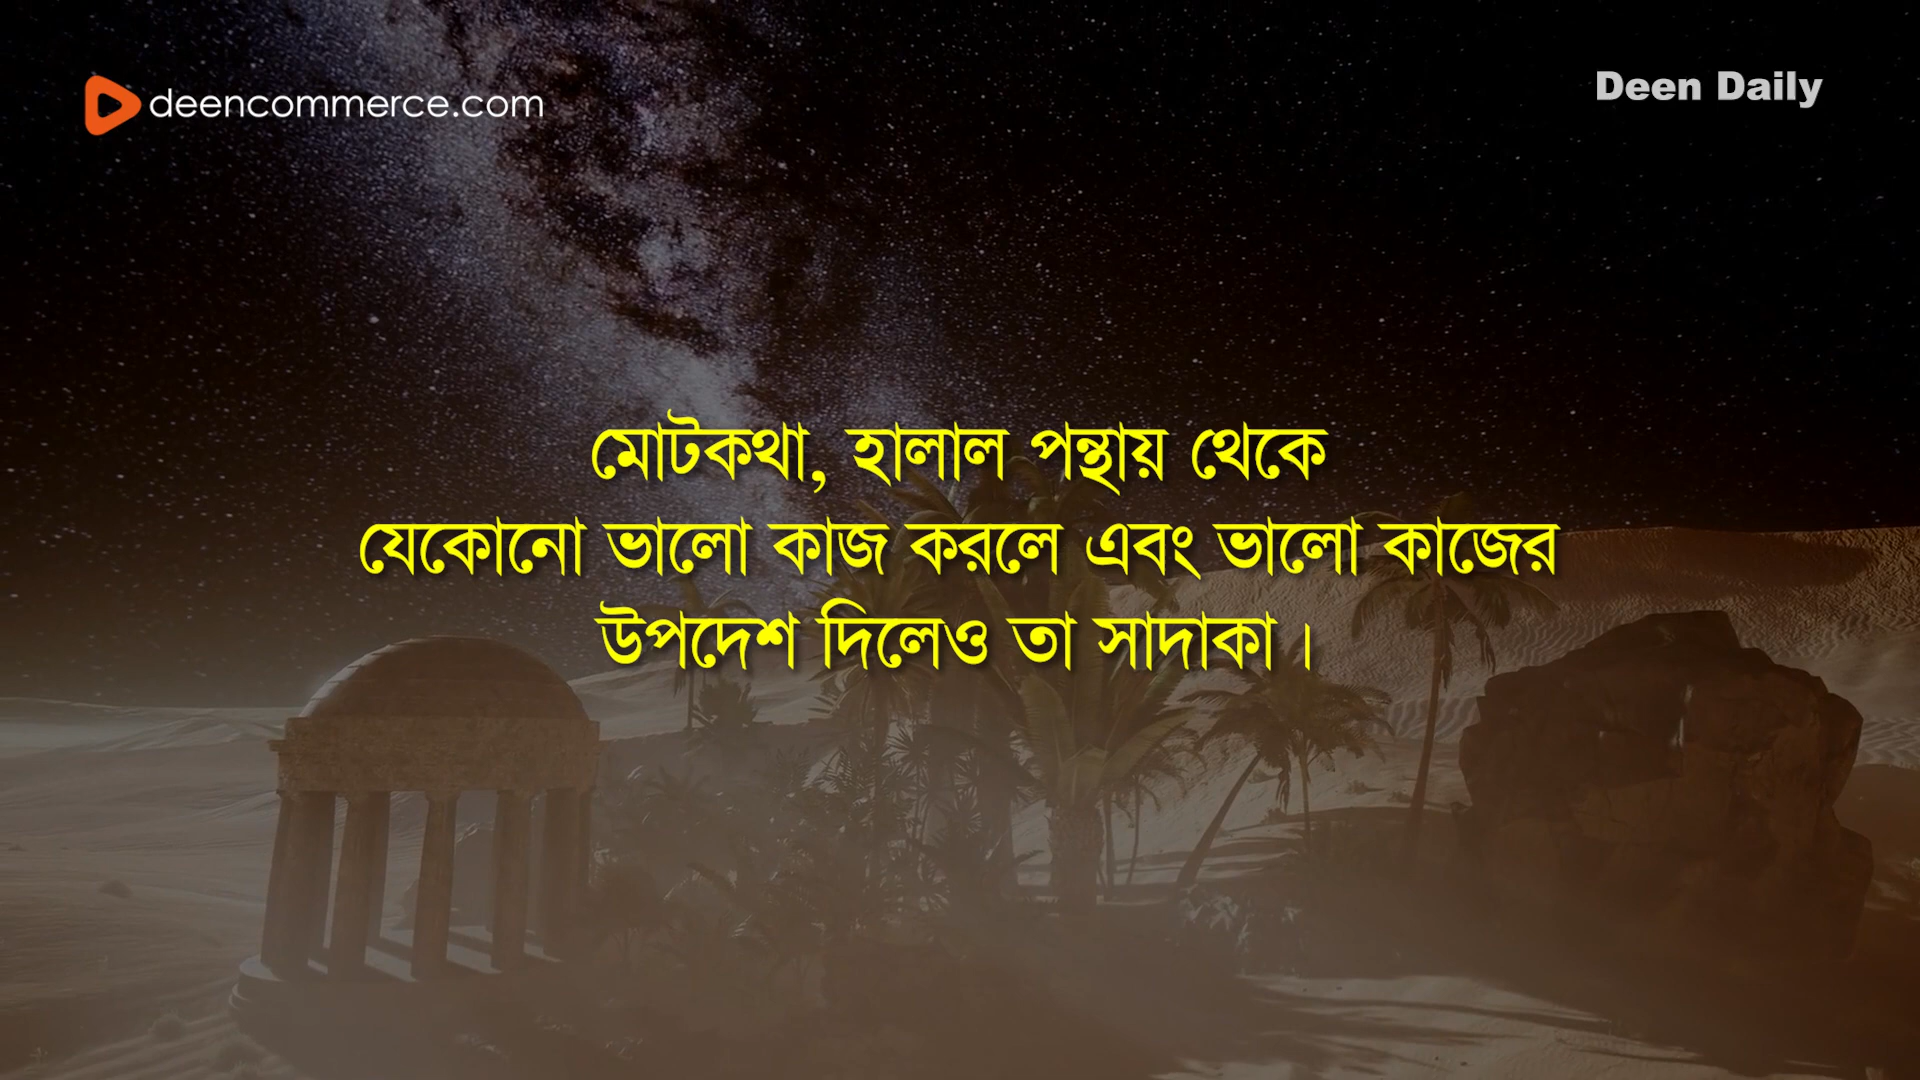 deencommerce.com
Deen Daily
মোটকথা, হালাল পন্থায় থেকে
যেকোনো ভালো কাজ করলে এবং ভালো কাজের
উপদেশ দিলেও তা সাদাকা।